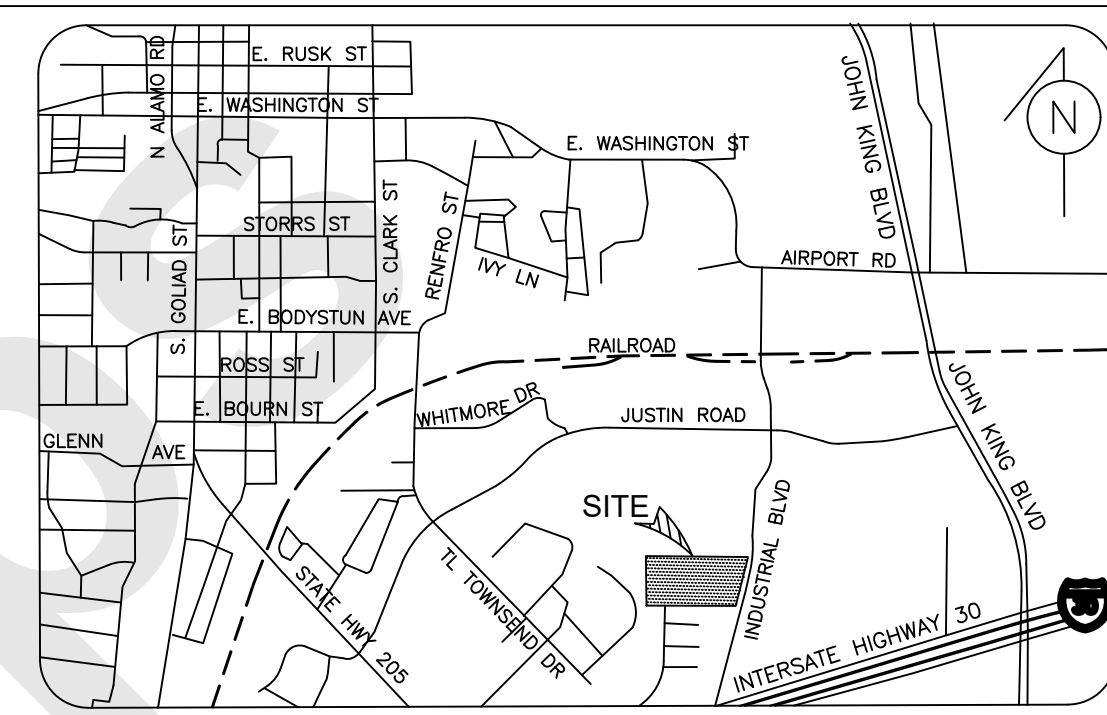 N ALAMO RD
E. RUSK ST
E. WASHINGTON ST
E. WASHINGTON ST
JOHN KING BLVD
N
STORRS ST
S. GOLIAD ST
S. CLARK ST
RENFRO ST
IVY LN
AIRPORT RD
E. BODYSTUN AVE
RAILROAD
ROSS ST
E. BOURN ST
WHITMORE DR
JUSTIN ROAD
JOHN KING BLVD
GLENN AVE
SITE
INDUSTRIAL BLVD
STATE HWY 205
TL TOWNSEND DR
INTERSATE HIGHWAY 30
30